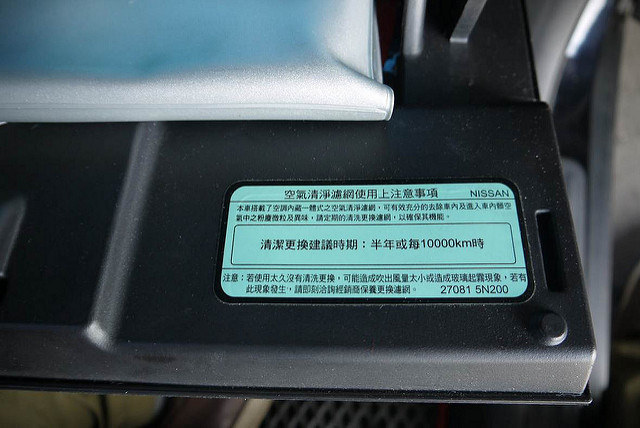 空氣清淨濾網使用上注意事項 NISSAN
本車搭載了空調內藏一體式之空氣清淨濾網，可有效充分的去除車內及進入車內髒空
氣中之粉塵微粒及異味，請定期的清洗更換濾網，以確保其機能。
清潔更換建議時期：半年或每10000km時
注意：若使用太久沒有清洗更換，可能造成吹出風量太小或造成玻璃起霧現象，若有
此現象發生，請即刻洽詢經銷商保養更換濾網。 27081 5N200